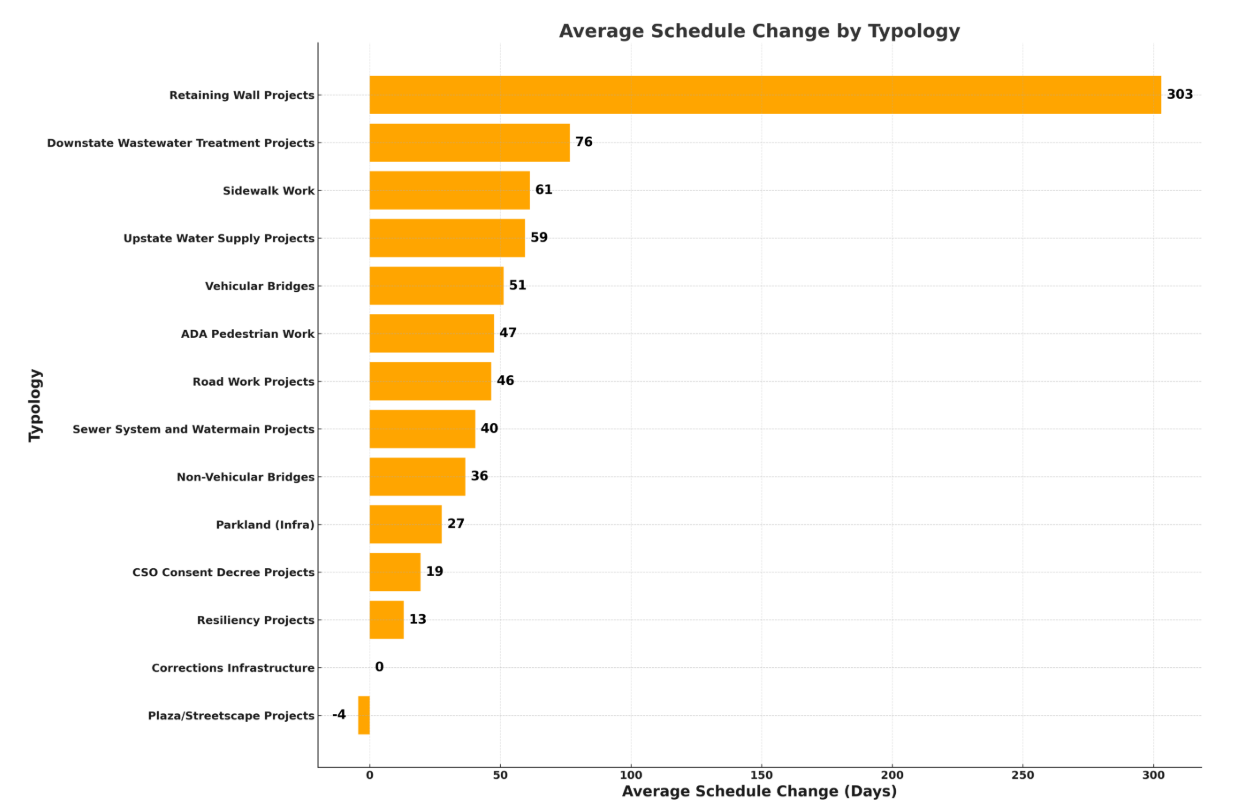 Average Schedule Change by Typology
Typology
Retaining Wall Projects 303
Downstate Wastewater Treatment Projects 76
Sidewalk Work 61
Upstate Water Supply Projects 59
Vehicular Bridges 51
ADA Pedestrian Work 47
Road Work Projects 46
Sewer System and Watermain Projects 40
Non-Vehicular Bridges 36
Parkland (Infra) 27
CSO Consent Decree Projects 19
Resiliency Projects 13
Corrections Infrastructure 0
Plaza/Streetscape Projects -4
0 50 100 150 200 250 300
Average Schedule Change (Days)